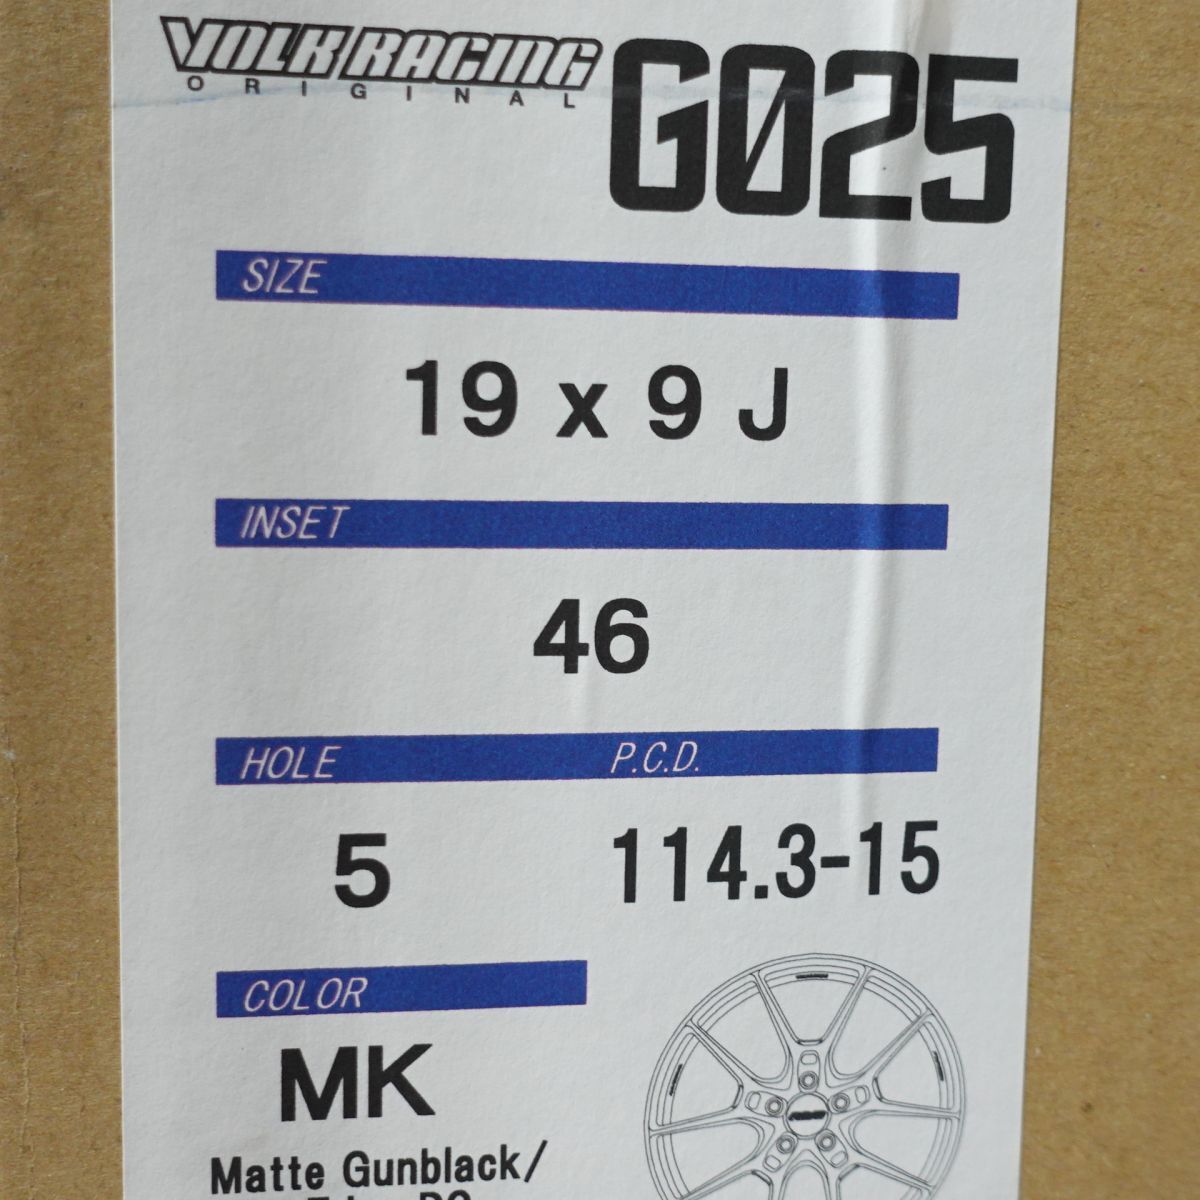 VOLK RACING
ORIGINAL
G025
SIZE
19 x 9 J
INSET
46
HOLE P.C.D.
5 114.3-15
COLOR
MK
Matte Gunblack/